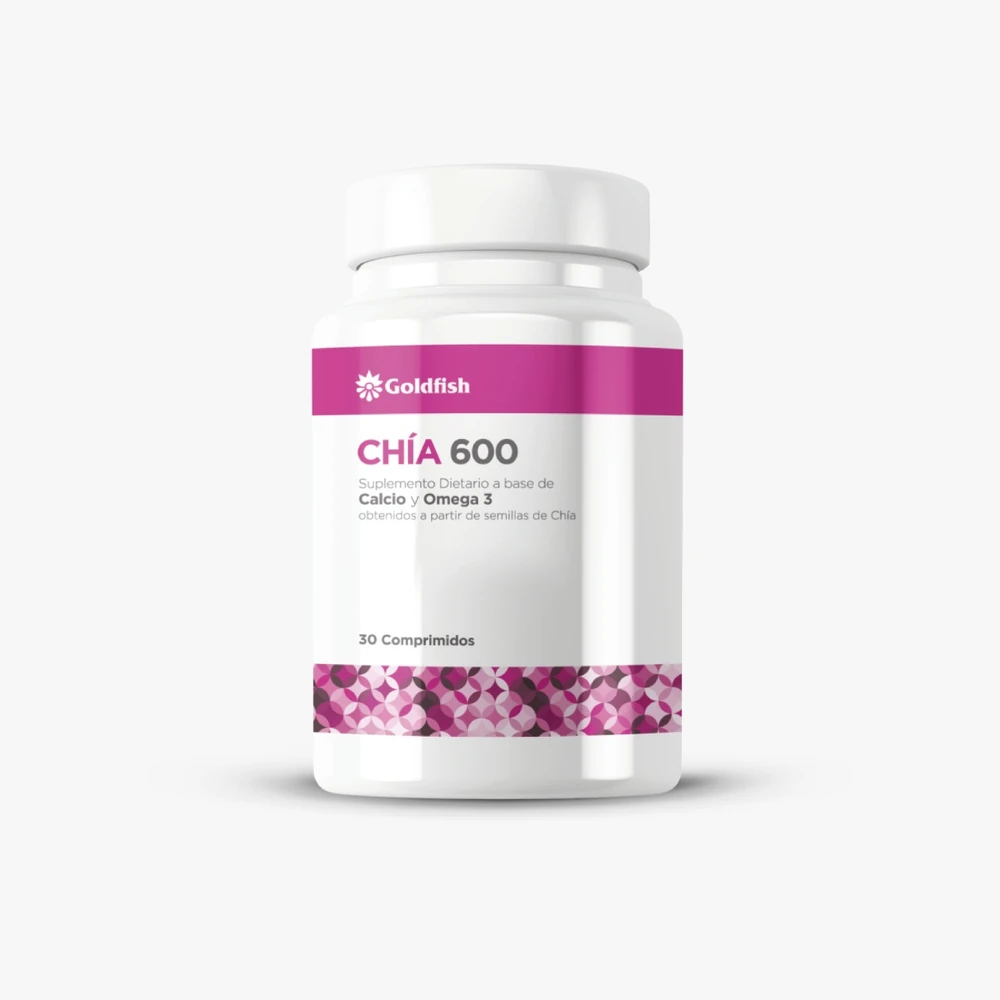 Goldfish
CHÍA 600
Suplemento Dietario a base de
Calcio y Omega 3
obtenidos a partir de semillas de Chía
30 Comprimidos